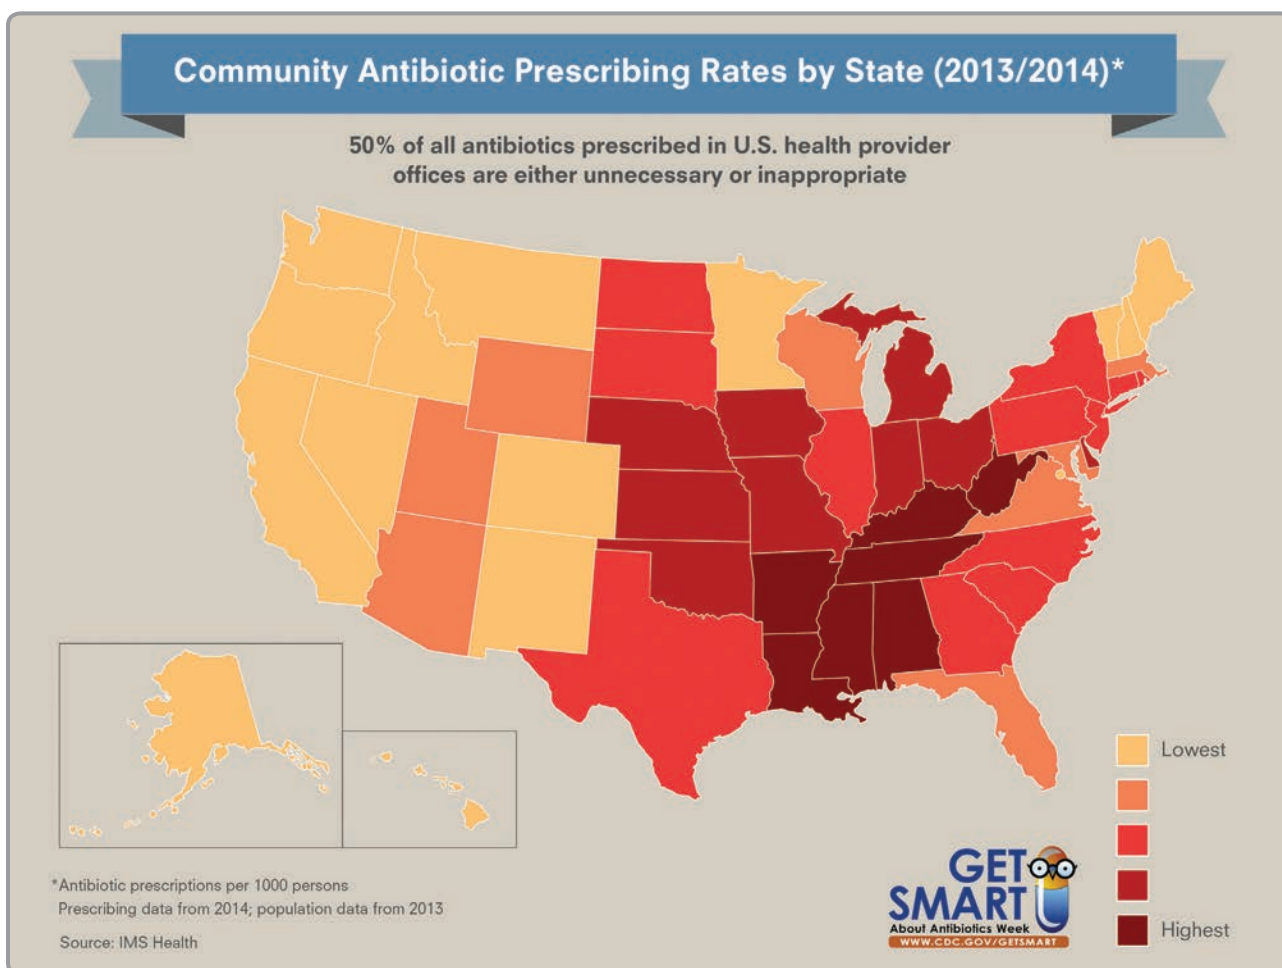 Community Antibiotic Prescribing Rates by State (2013/2014)*
50% of all antibiotics prescribed in U.S. health provider
offices are either unnecessary or inappropriate
Lowest
Highest
*Antibiotic prescriptions per 1000 persons
Prescribing data from 2014; population data from 2013
Source: IMS Health
GET
SMART
About Antibiotics Week
WWW.CDC.GOV/GETSMART